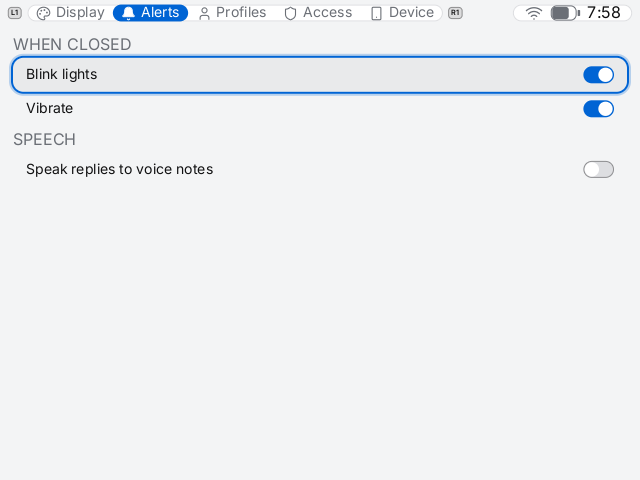 L1 Display Alerts Profiles Access Device R1 7:58
WHEN CLOSED
Blink lights
Vibrate
SPEECH
Speak replies to voice notes